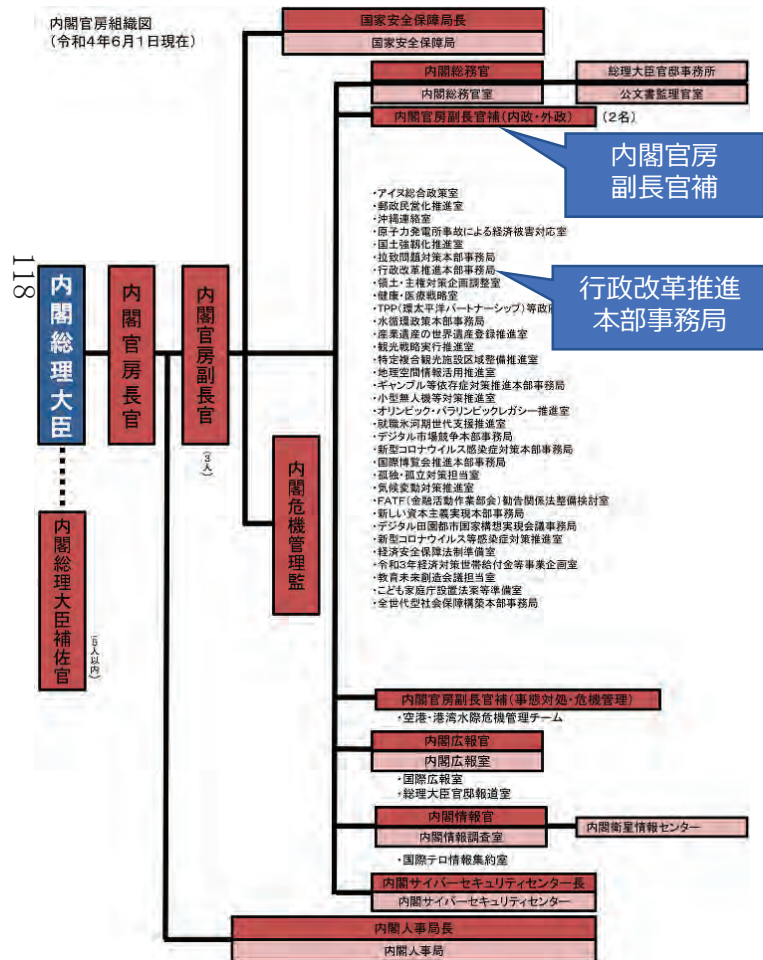 内閣官房組織図
(令和4年6月1日現在)
国家安全保障局長
国家安全保障局
内閣総務官
内閣総務官室
総理大臣官邸事務所
公文書監理官室
内閣官房副長官補(内政・外政)
(2名)
内閣官房
副長官補
・アイヌ総合政策室
・郵政民営化推進室
・沖縄連絡室
・原子力発電所事故による経済被害対応室
・国土強靱化推進室
・拉致問題対策本部事務局
・行政改革推進本部事務局
・領土・主権対策企画調整室
・健康・医療戦略室
・TPP(環太平洋パートナーシップ)等政府
・水循環政策本部事務局
・産業遺産の世界遺産登録推進室
・観光戦略実行推進室
・特定複合観光施設区域整備推進室
・地理空間情報活用推進室
・ギャンブル等依存症対策推進本部事務局
・小型無人機等対策推進室
・オリンピック・パラリンピックレガシー推進室
・就職氷河期世代支援推進室
・デジタル市場競争本部事務局
・新型コロナウイルス感染症対策本部事務局
・国際博覧会推進本部事務局
・孤独・孤立対策担当室
・気候変動対策推進室
・FATF(金融活動作業部会)勧告関係法整備検討室
・新しい資本主義実現本部事務局
・デジタル田園都市国家構想実現会議事務局
・新型コロナウイルス等感染症対策推進室
・経済安全保障法制準備室
・令和3年経済対策世帯給付金等事業企画室
・教育未来創造会議担当室
・こども家庭庁設置法案等準備室
・全世代型社会保障構築本部事務局
行政改革推進
本部事務局
118
内閣総理大臣
内閣官房長官
内閣官房副長官
(3人)
内閣危機管理監
内閣総理大臣補佐官
(5人以内)
内閣官房副長官補(事態対処・危機管理)
・空港・港湾水際危機管理チーム
内閣広報官
内閣広報室
・国際広報室
・総理大臣官邸報道室
内閣情報官
内閣情報調査室
内閣衛星情報センター
・国際テロ情報集約室
内閣サイバーセキュリティセンター長
内閣サイバーセキュリティセンター
内閣人事局長
内閣人事局